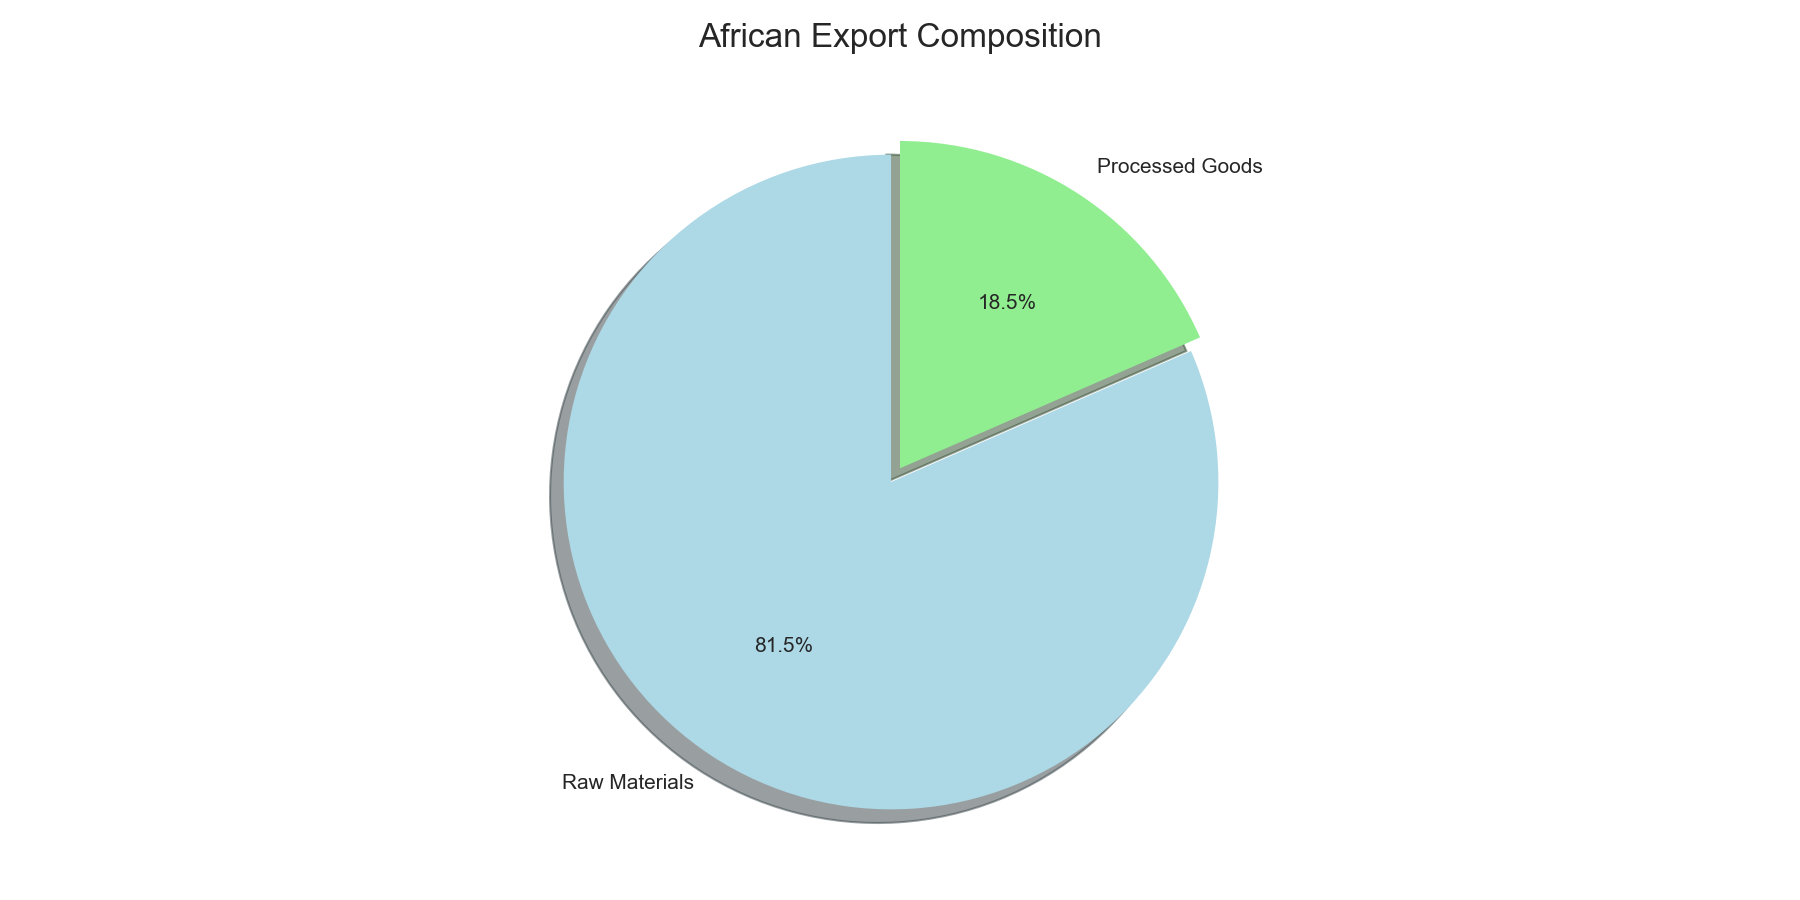 African Export Composition
Processed Goods
18.5%
81.5%
Raw Materials